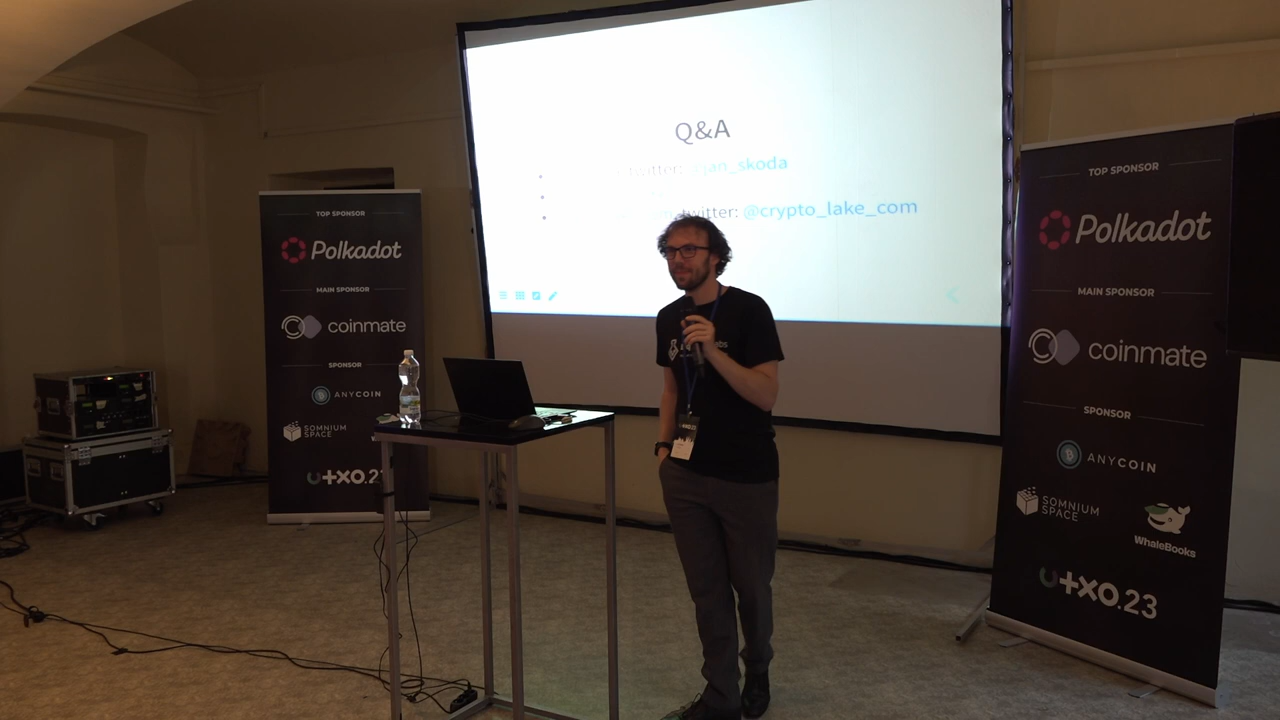 Q&A
twitter: @jan_skoda
twitter: @crypto_lake_com
TOP SPONSOR
Polkadot
MAIN SPONSOR
coinmate
SPONSOR
ANYCOIN
SOMNIUM
SPACE
UTXO.23
TOP SPONSOR
Polkadot
MAIN SPONSOR
coinmate
SPONSOR
ANYCOIN
SOMNIUM
SPACE
WhaleBooks
UTXO.23